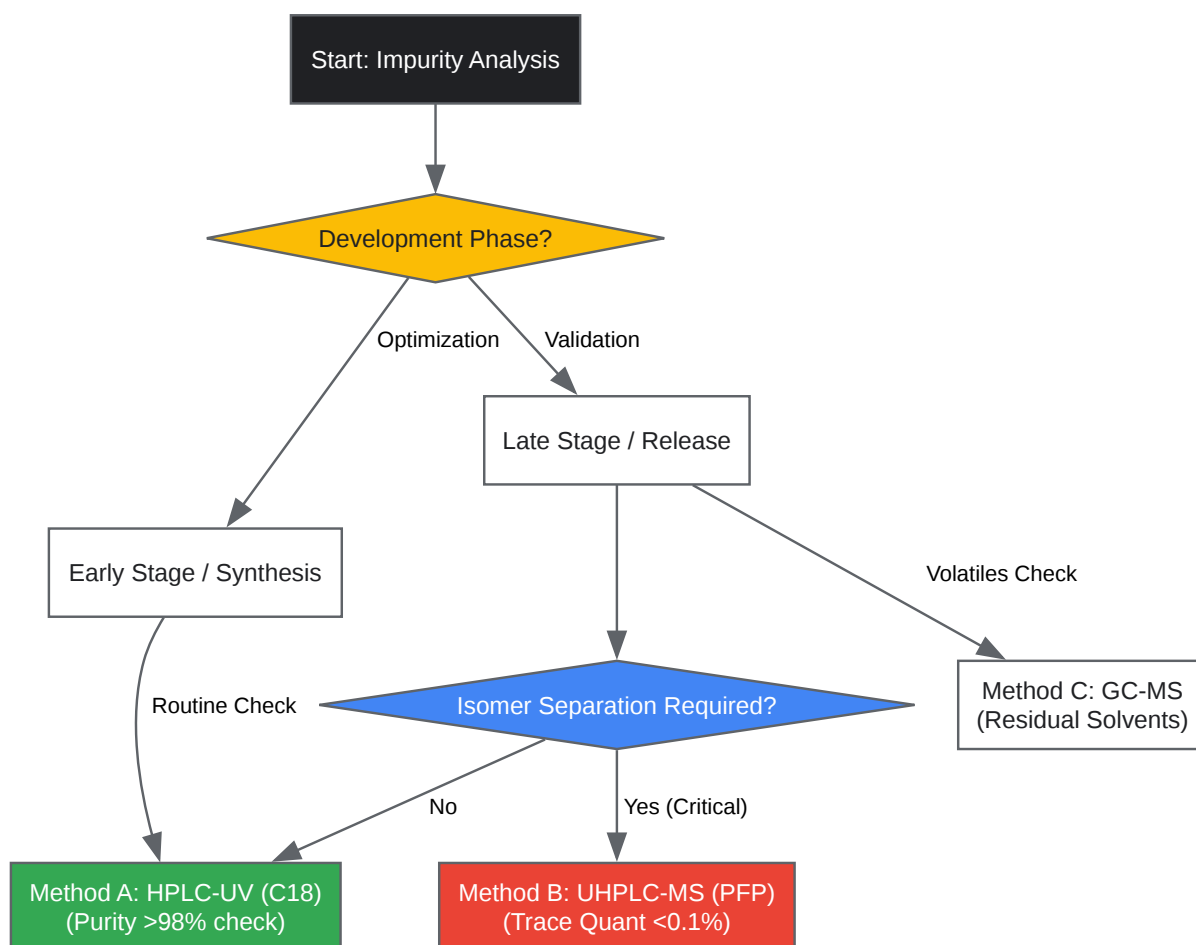 Start: Impurity Analysis
Development Phase?
Optimization
Validation
Late Stage / Release
Early Stage / Synthesis
Volatiles Check
Routine Check
Isomer Separation Required?
Method C: GC-MS
(Residual Solvents)
No
Yes (Critical)
Method A: HPLC-UV (C18)
(Purity >98% check)
Method B: UHPLC-MS (PFP)
(Trace Quant <0.1%)